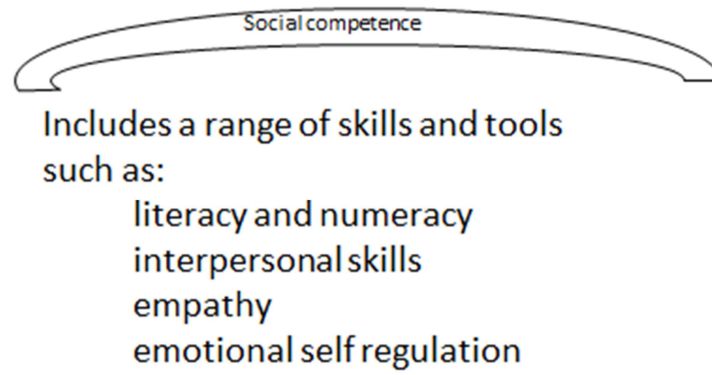 Social competence
Includes a range of skills and tools
such as:
literacy and numeracy
interpersonal skills
empathy
emotional self regulation